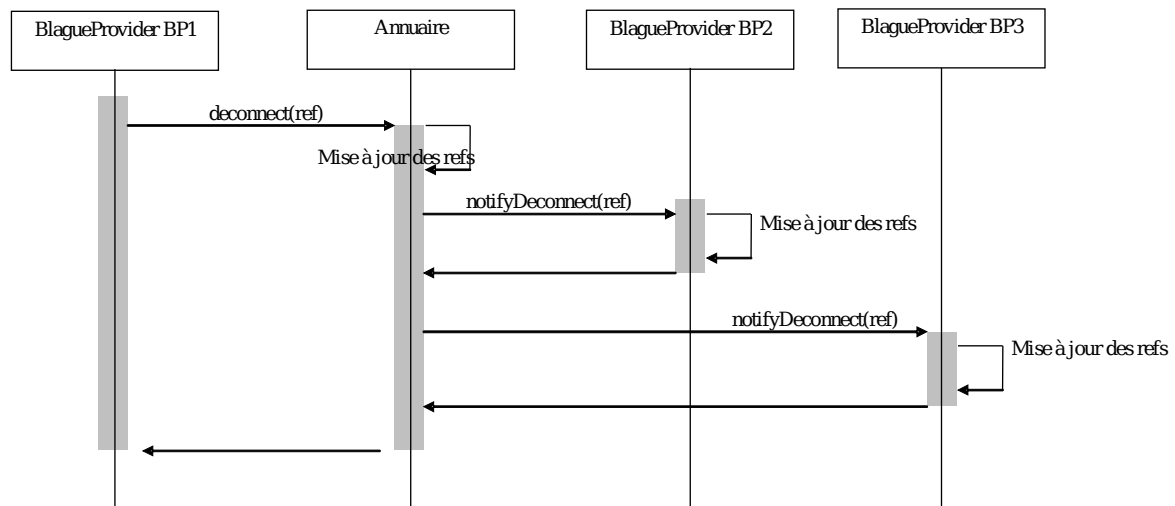 BlagueProvider BP1
Annuaire
BlagueProvider BP2
BlagueProvider BP3
deconnect(ref)
Mise à jour des refs
notifyDeconnect(ref)
Mise à jour des refs
notifyDeconnect(ref)
Mise à jour des refs